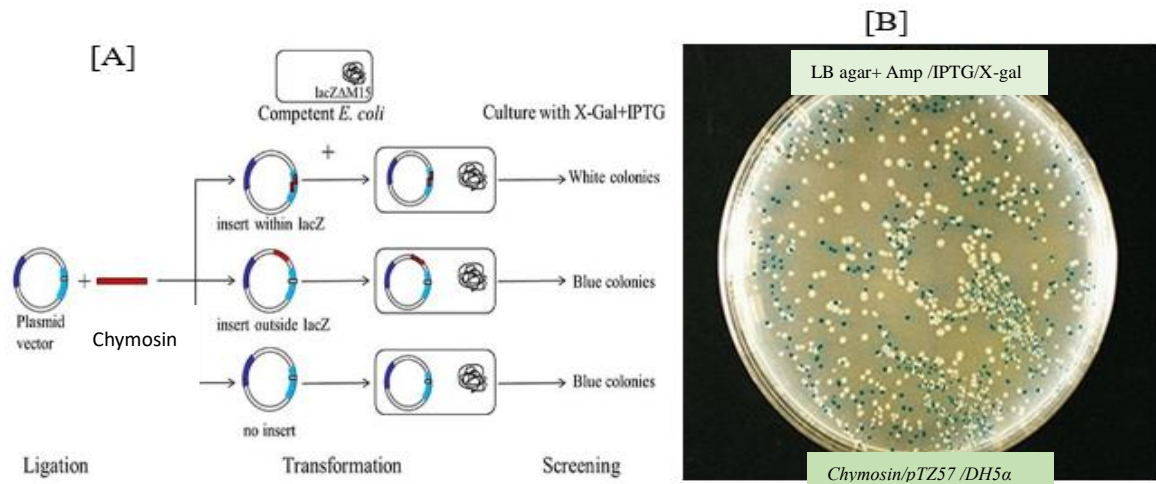 [A]
lacZΔM15
Competent E. coli
Culture with X-Gal+IPTG
+
White colonies
insert within lacZ
+
Blue colonies
Plasmid
vector
Chymosin
insert outside lacZ
Blue colonies
no insert
Ligation
Transformation
Screening
[B]
LB agar+ Amp /IPTG/X-gal
Chymosin/pTZ57 /DH5α